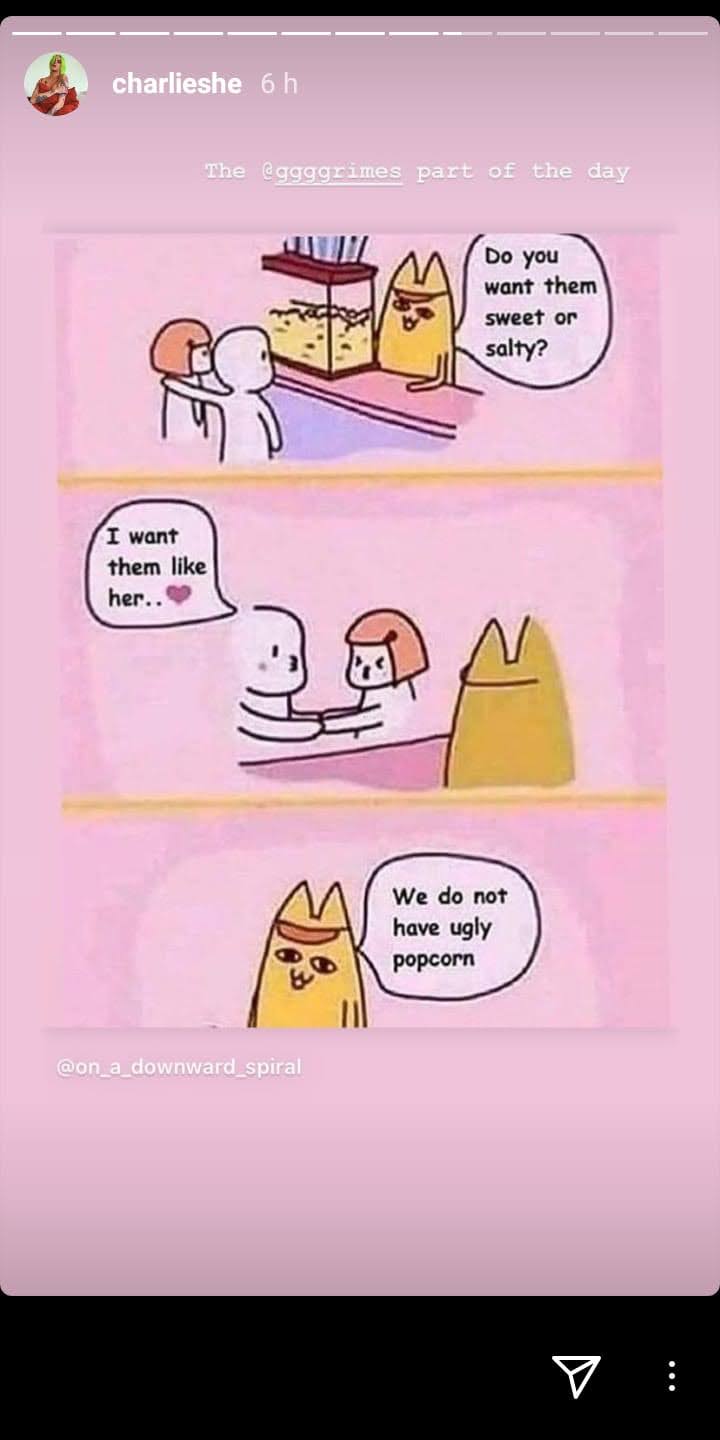 charlieshe 6 h
The @ggggrimes part of the day
Do you
want them
sweet or
salty?
I want
them like
her..❤
We do not
have ugly
popcorn
@on_a_downward_spiral